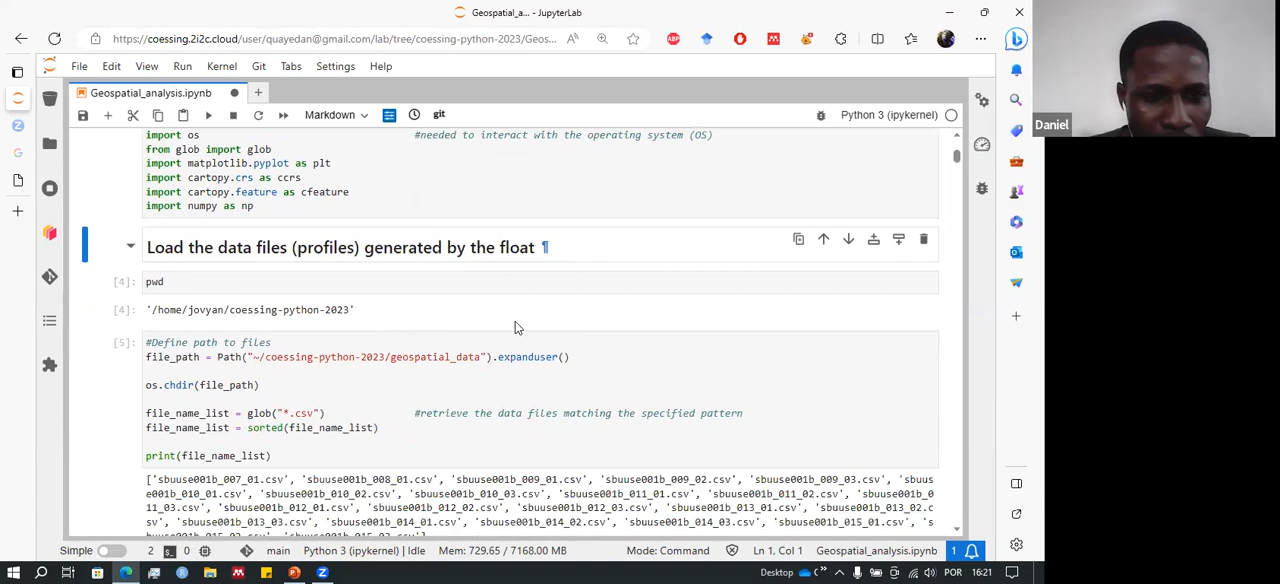 Geospatial_a... - JupyterLab
https://coessing.2i2c.cloud/user/quayedan@gmail.com/lab/tree/coessing-python-2023/Geos...
File Edit View Run Kernel Git Tabs Settings Help
Geospatial_analysis.ipynb
Markdown git Python 3 (ipykernel)
import os #needed to interact with the operating system (OS)
from glob import glob
import matplotlib.pyplot as plt
import cartopy.crs as ccrs
import cartopy.feature as cfeature
import numpy as np
Load the data files (profiles) generated by the float ¶
[4]: pwd
[4]: '/home/jovyan/coessing-python-2023'
[5]: #Define path to files
file_path = Path("~/coessing-python-2023/geospatial_data").expanduser()
os.chdir(file_path)
file_name_list = glob("*.csv") #retrieve the data files matching the specified pattern
file_name_list = sorted(file_name_list)
print(file_name_list)
['sbuuse001b_007_01.csv', 'sbuuse001b_008_01.csv', 'sbuuse001b_009_01.csv', 'sbuuse001b_009_02.csv', 'sbuuse001b_009_03.csv', 'sbuus
e001b_010_01.csv', 'sbuuse001b_010_02.csv', 'sbuuse001b_010_03.csv', 'sbuuse001b_011_01.csv', 'sbuuse001b_011_02.csv', 'sbuuse001b_0
11_03.csv', 'sbuuse001b_012_01.csv', 'sbuuse001b_012_02.csv', 'sbuuse001b_012_03.csv', 'sbuuse001b_013_01.csv', 'sbuuse001b_013_02.c
sv', 'sbuuse001b_013_03.csv', 'sbuuse001b_014_01.csv', 'sbuuse001b_014_02.csv', 'sbuuse001b_014_03.csv', 'sbuuse001b_015_01.csv', 's
Simple 2 0 main Python 3 (ipykernel) | Idle Mem: 729.65 / 7168.00 MB Mode: Command Ln 1, Col 1 Geospatial_analysis.ipynb 1
Desktop POR 16:21
Daniel
ABP